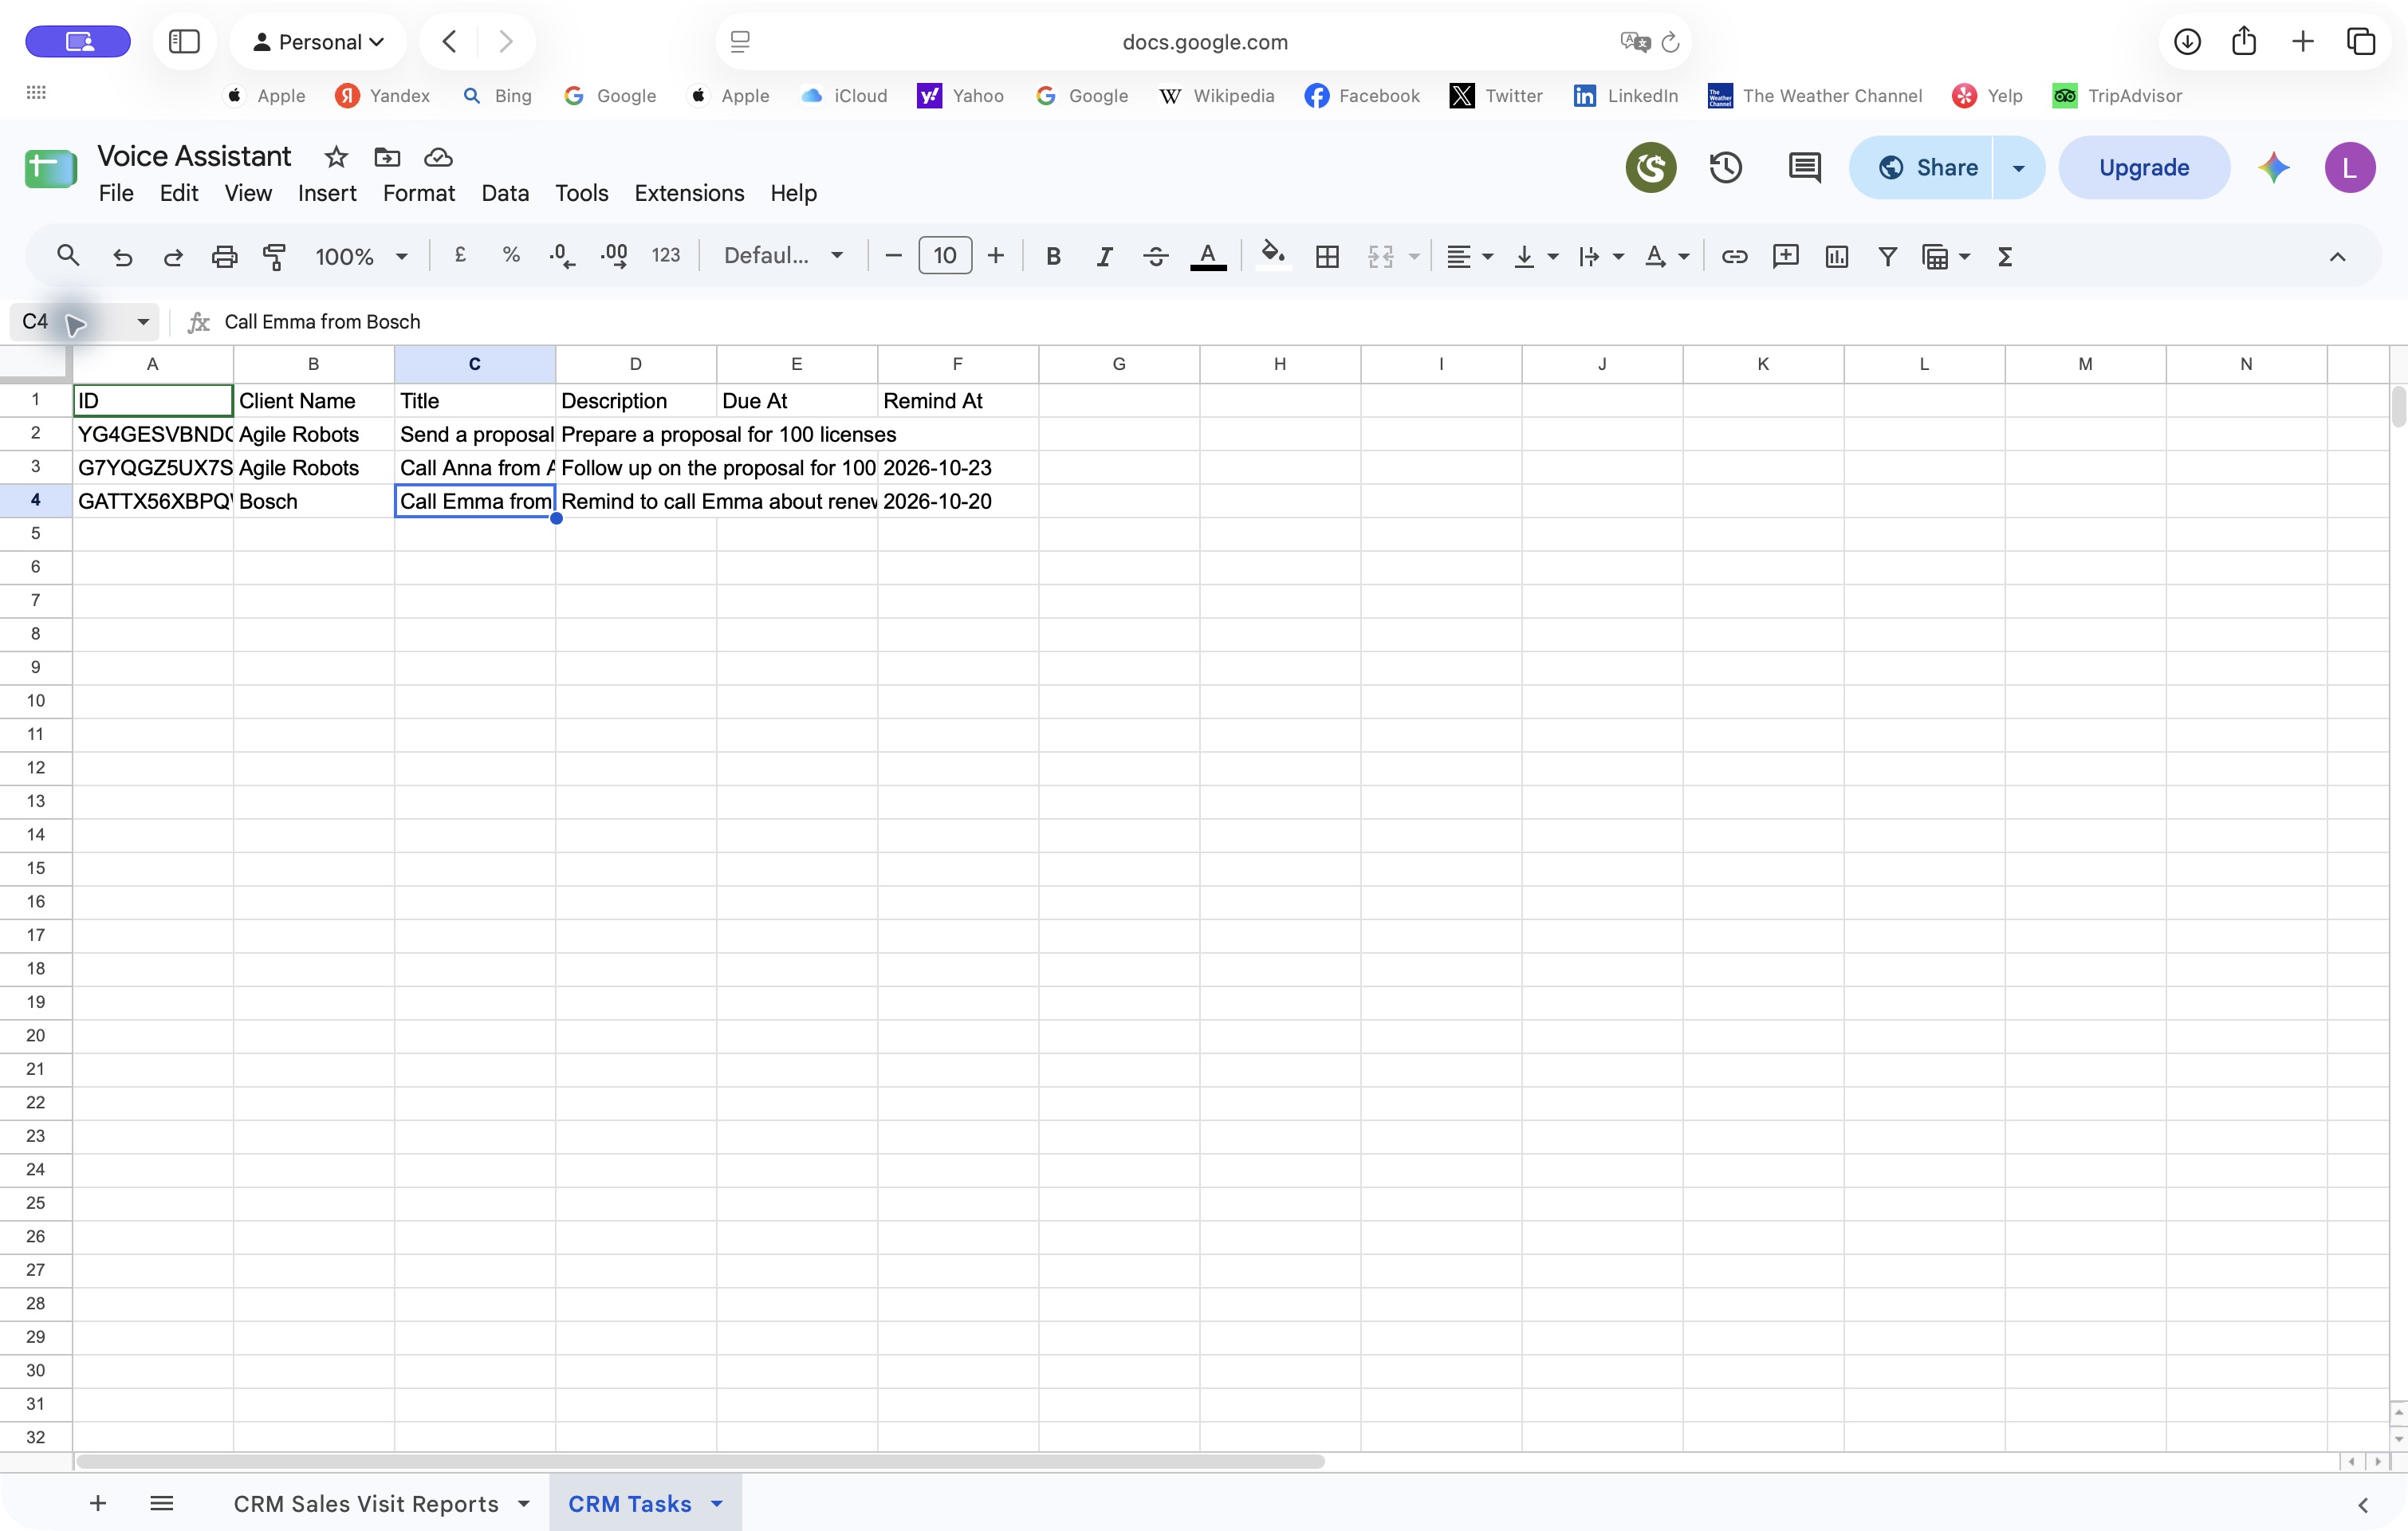 Personal
docs.google.com
Apple Yandex Bing Google Apple iCloud Yahoo Google Wikipedia Facebook Twitter LinkedIn The Weather Channel Yelp TripAdvisor
Voice Assistant
File Edit View Insert Format Data Tools Extensions Help
Share Upgrade L
100% £ % .0 .00 123 Defaul... 10
C4 fx Call Emma from Bosch
A B C D E F G H I J K L M N
1 ID Client Name Title Description Due At Remind At
2 Agile Robots Send a proposal Prepare a proposal for 100 licenses
3 G7YQGZ5UX7S Agile Robots Call Anna from Follow up on the proposal for 100 2026-10-23
4 Bosch Call Emma from Remind to call Emma about 2026-10-20
5
6
7
8
9
10
11
12
13
14
15
16
17
18
19
20
21
22
23
24
25
26
27
28
29
30
31
32
CRM Sales Visit Reports CRM Tasks